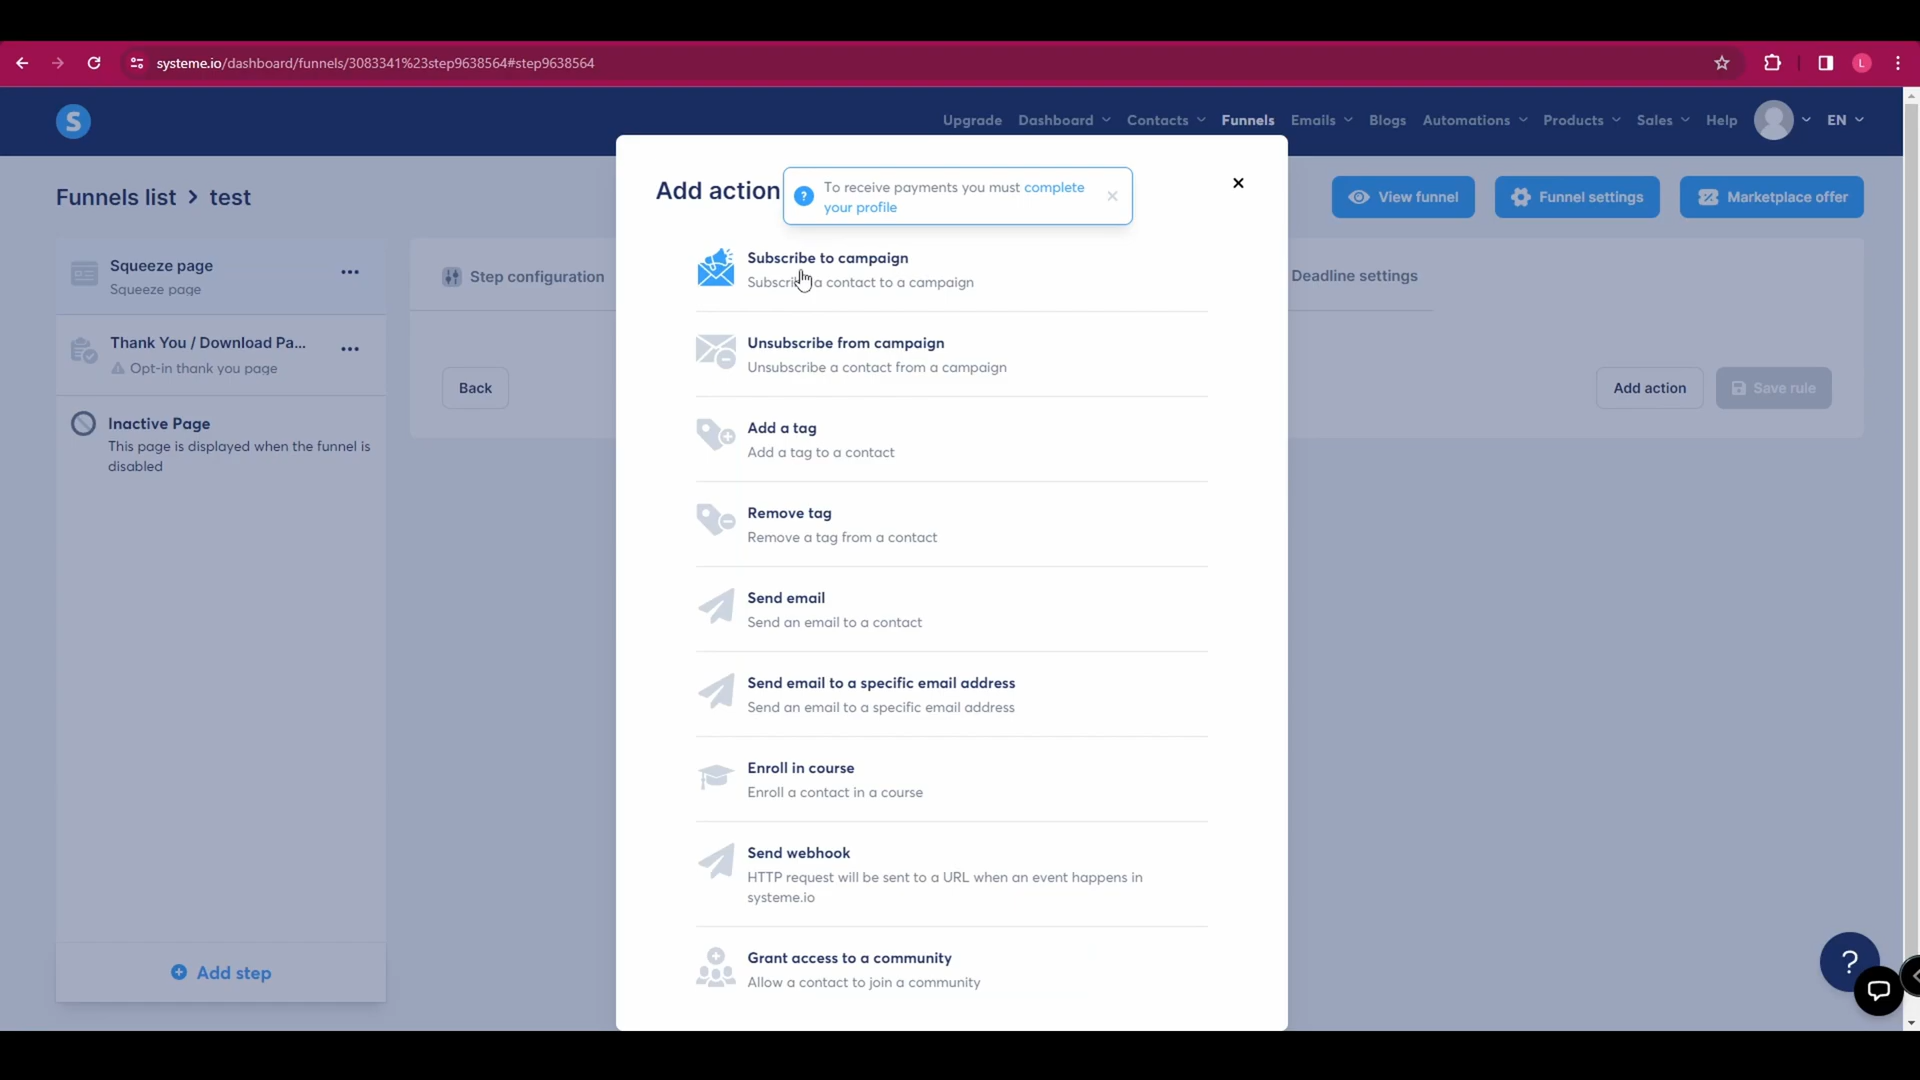 systeme.io/dashboard/funnels/3083341%23step9638564#step9638564
L
S
Upgrade Dashboard Contacts Funnels Emails Blogs Automations Products Sales Help EN
Funnels list > test
View funnel
Funnel settings
Marketplace offer
Squeeze page
Squeeze page
Thank You / Download Pa...
Opt-in thank you page
Inactive Page
This page is displayed when the funnel is
disabled
Add step
Step configuration
Deadline settings
Back
Add action
Save rule
Add action
To receive payments you must complete
your profile
Subscribe to campaign
Subscribe a contact to a campaign
Unsubscribe from campaign
Unsubscribe a contact from a campaign
Add a tag
Add a tag to a contact
Remove tag
Remove a tag from a contact
Send email
Send an email to a contact
Send email to a specific email address
Send an email to a specific email address
Enroll in course
Enroll a contact in a course
Send webhook
HTTP request will be sent to a URL when an event happens in
systeme.io
Grant access to a community
Allow a contact to join a community